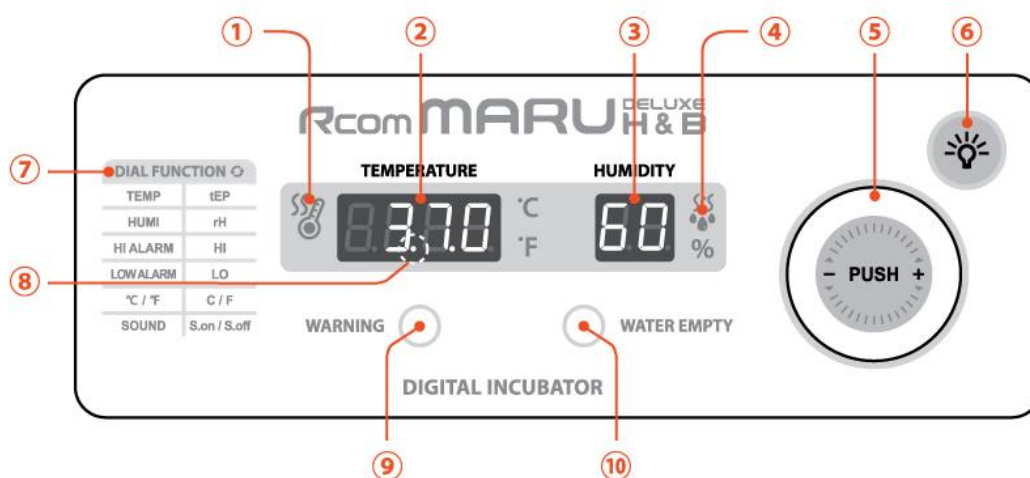 ① ② ③ ④ ⑤ ⑥
Rcom MARU DELUXE H & B
⑦ DIAL FUNCTION
TEMP tEP
HUMI rH
HI ALARM HI
LOW ALARM LO
℃ / ℉ C / F
SOUND S.on / S.off
TEMPERATURE HUMIDITY
37.0 °C °F 60 %
⑧
− PUSH +
WARNING WATER EMPTY
DIGITAL INCUBATOR
⑨ ⑩